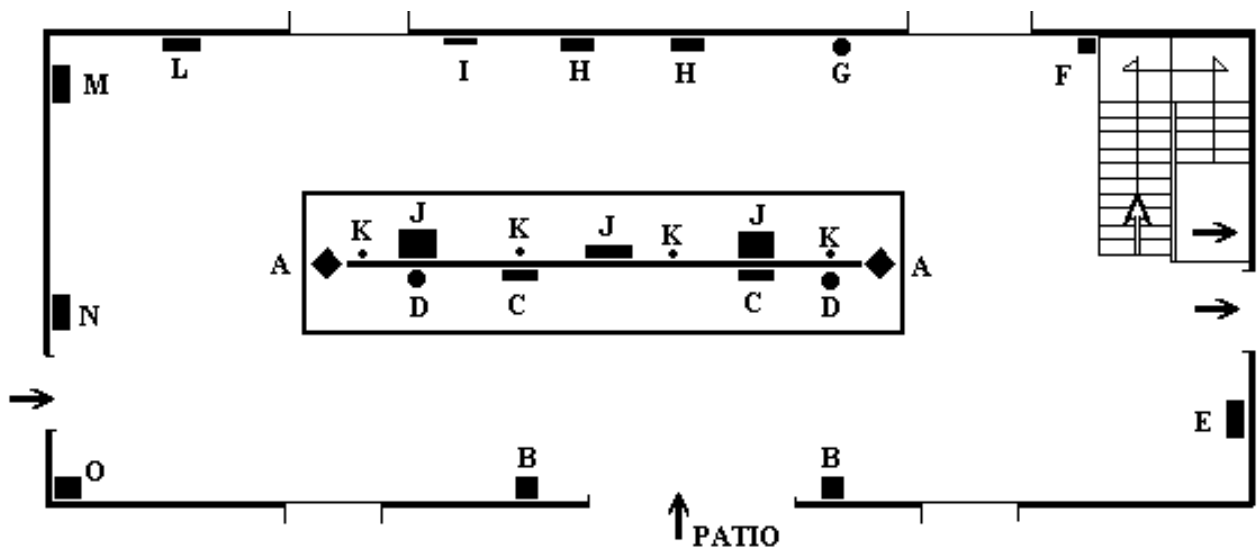 L I H H G F
M
J J J
K K K K
A A
D C C D
N
E
O B B
PATIO